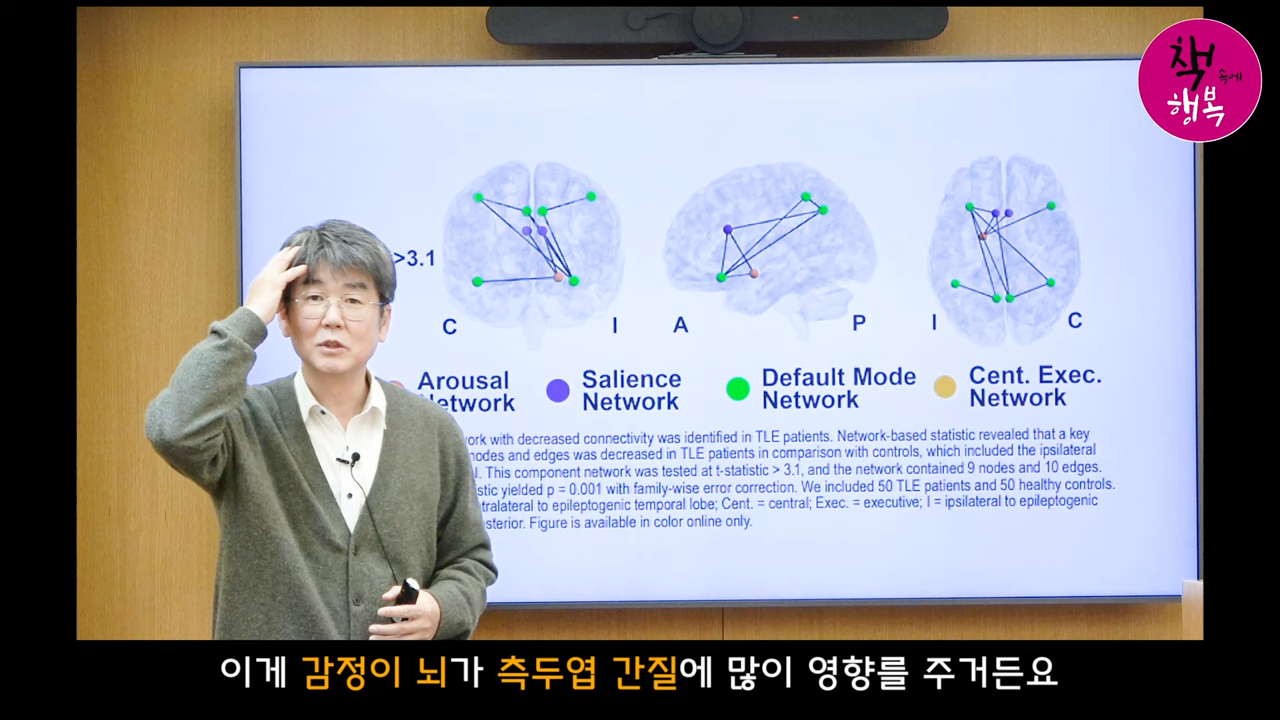 책
속에
행복
>3.1
C
I
A
P
I
C
Arousal
Network
Salience
Network
Default Mode
Network
Cent. Exec.
Network
work with decreased connectivity was identified in TLE patients. Network-based statistic revealed that a key
nodes and edges was decreased in TLE patients in comparison with controls, which included the ipsilateral
This component network was tested at t-statistic > 3.1, and the network contained 9 nodes and 10 edges.
istic yielded p = 0.001 with family-wise error correction. We included 50 TLE patients and 50 healthy controls.
tralateral to epileptogenic temporal lobe; Cent. = central; Exec. = executive; I = ipsilateral to epileptogenic
sterior. Figure is available in color online only.
이게 감정이 뇌가 측두엽 간질에 많이 영향를 주거든요